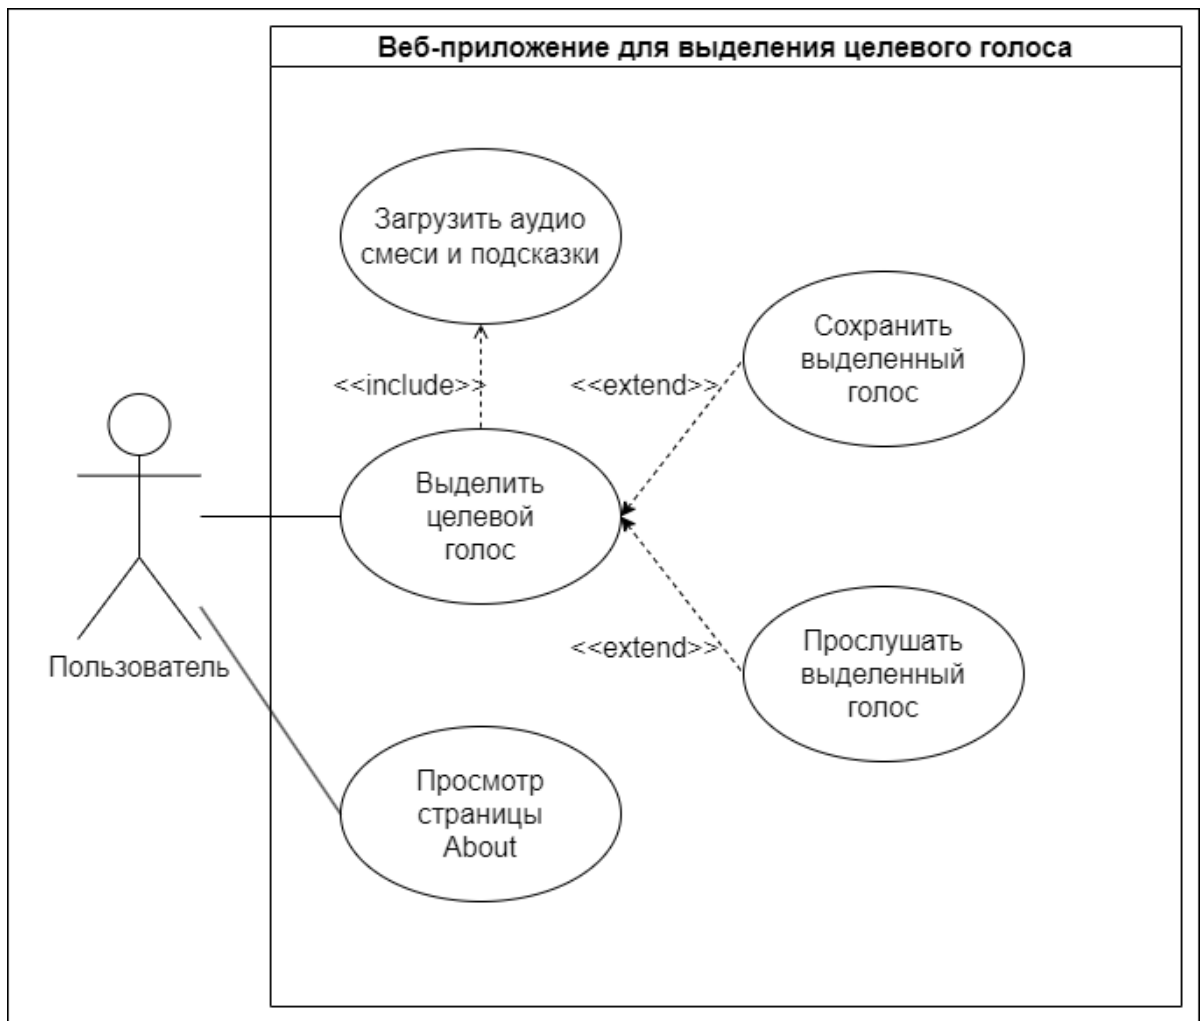 Веб-приложение для выделения целевого голоса
Загрузить аудио
смеси и подсказки
Сохранить
выделенный
голос
<<include>>
<<extend>>
Выделить
целевой
голос
Пользователь
<<extend>>
Прослушать
выделенный
голос
Просмотр
страницы
About